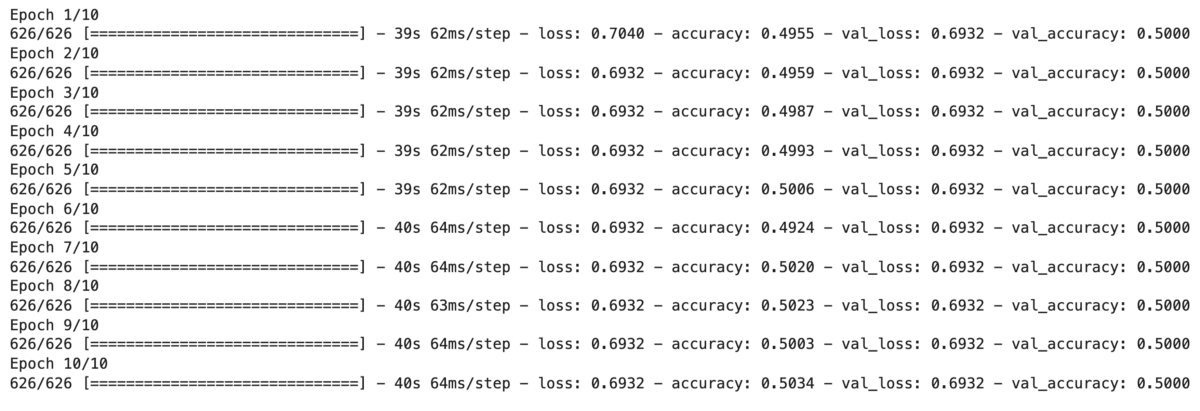 Epoch 1/10
626/626 [==============================] - 39s 62ms/step - loss: 0.7040 - accuracy: 0.4955 - val_loss: 0.6932 - val_accuracy: 0.5000
Epoch 2/10
626/626 [==============================] - 39s 62ms/step - loss: 0.6932 - accuracy: 0.4959 - val_loss: 0.6932 - val_accuracy: 0.5000
Epoch 3/10
626/626 [==============================] - 39s 62ms/step - loss: 0.6932 - accuracy: 0.4987 - val_loss: 0.6932 - val_accuracy: 0.5000
Epoch 4/10
626/626 [==============================] - 39s 62ms/step - loss: 0.6932 - accuracy: 0.4993 - val_loss: 0.6932 - val_accuracy: 0.5000
Epoch 5/10
626/626 [==============================] - 39s 62ms/step - loss: 0.6932 - accuracy: 0.5006 - val_loss: 0.6932 - val_accuracy: 0.5000
Epoch 6/10
626/626 [==============================] - 40s 64ms/step - loss: 0.6932 - accuracy: 0.4924 - val_loss: 0.6932 - val_accuracy: 0.5000
Epoch 7/10
626/626 [==============================] - 40s 64ms/step - loss: 0.6932 - accuracy: 0.5020 - val_loss: 0.6932 - val_accuracy: 0.5000
Epoch 8/10
626/626 [==============================] - 40s 63ms/step - loss: 0.6932 - accuracy: 0.5023 - val_loss: 0.6932 - val_accuracy: 0.5000
Epoch 9/10
626/626 [==============================] - 40s 64ms/step - loss: 0.6932 - accuracy: 0.5003 - val_loss: 0.6932 - val_accuracy: 0.5000
Epoch 10/10
626/626 [==============================] - 40s 64ms/step - loss: 0.6932 - accuracy: 0.5034 - val_loss: 0.6932 - val_accuracy: 0.5000